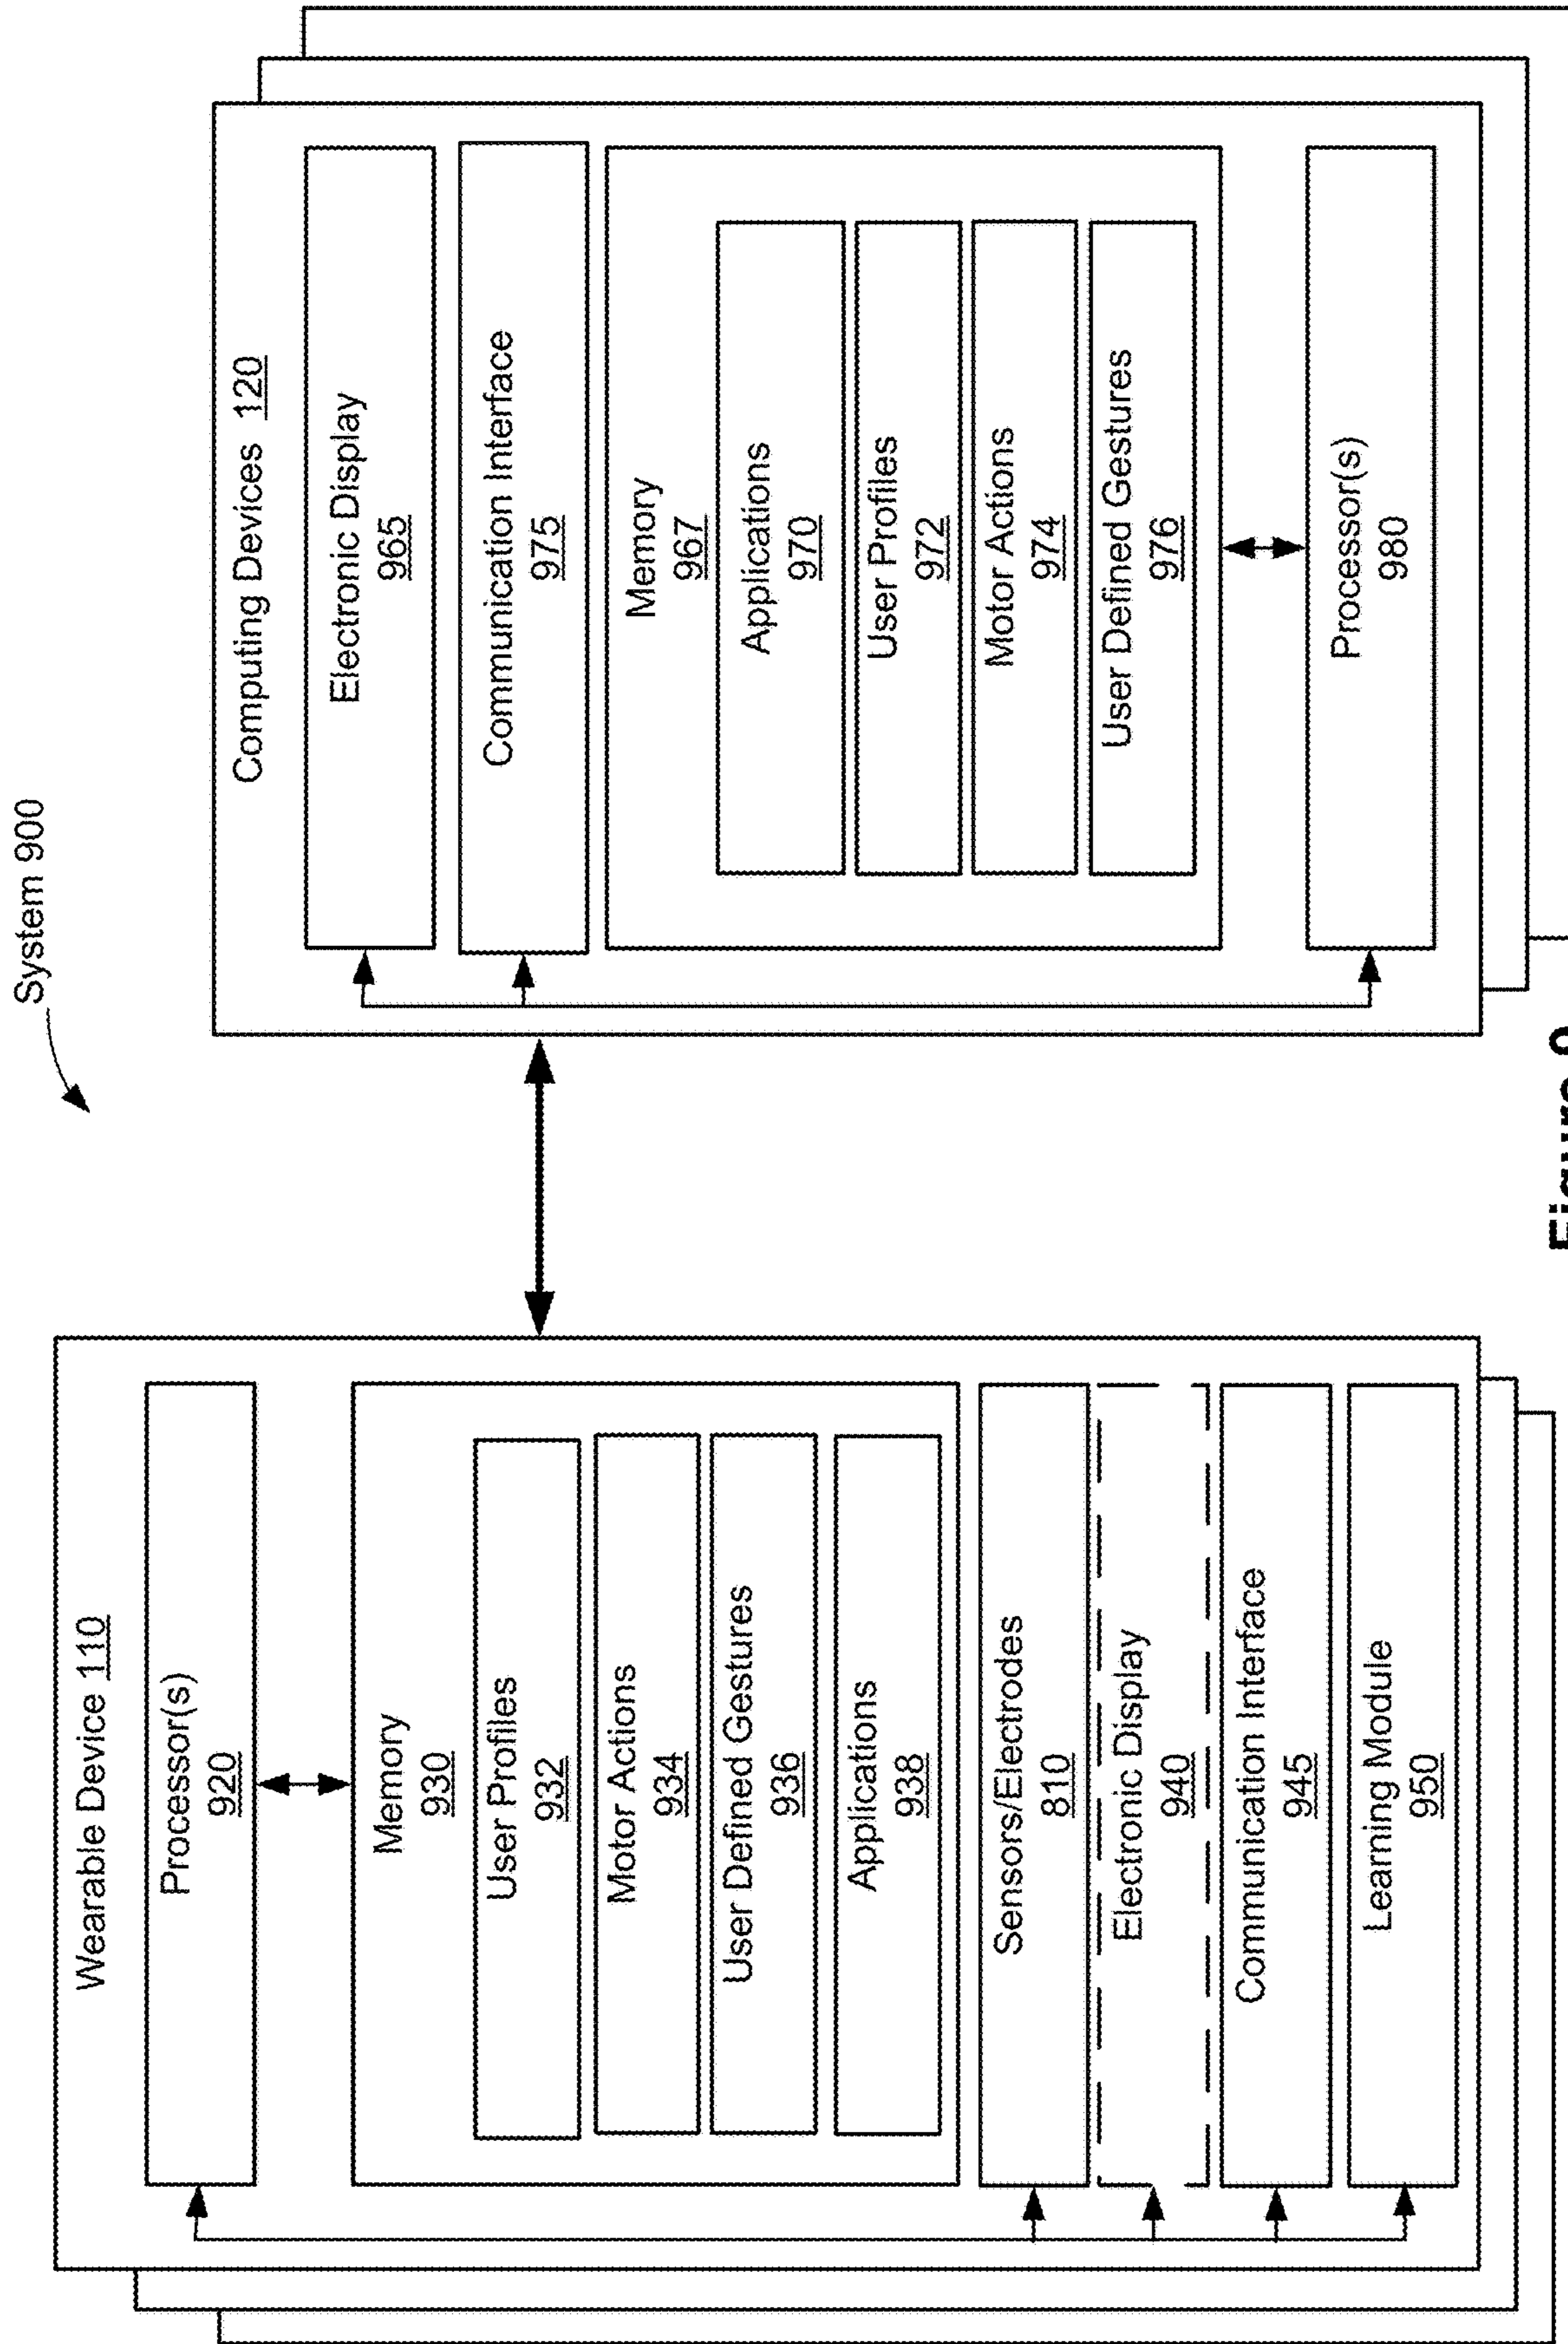 System 900
Wearable Device 110
Processor(s)
920
Memory
930
User Profiles
932
Motor Actions
934
User Defined Gestures
936
Applications
938
Sensors/Electrodes
810
Electronic Display
940
Communication Interface
945
Learning Module
950
Computing Devices 120
Electronic Display
965
Communication Interface
975
Memory
967
Applications
970
User Profiles
972
Motor Actions
974
User Defined Gestures
976
Processor(s)
980
Figure 9